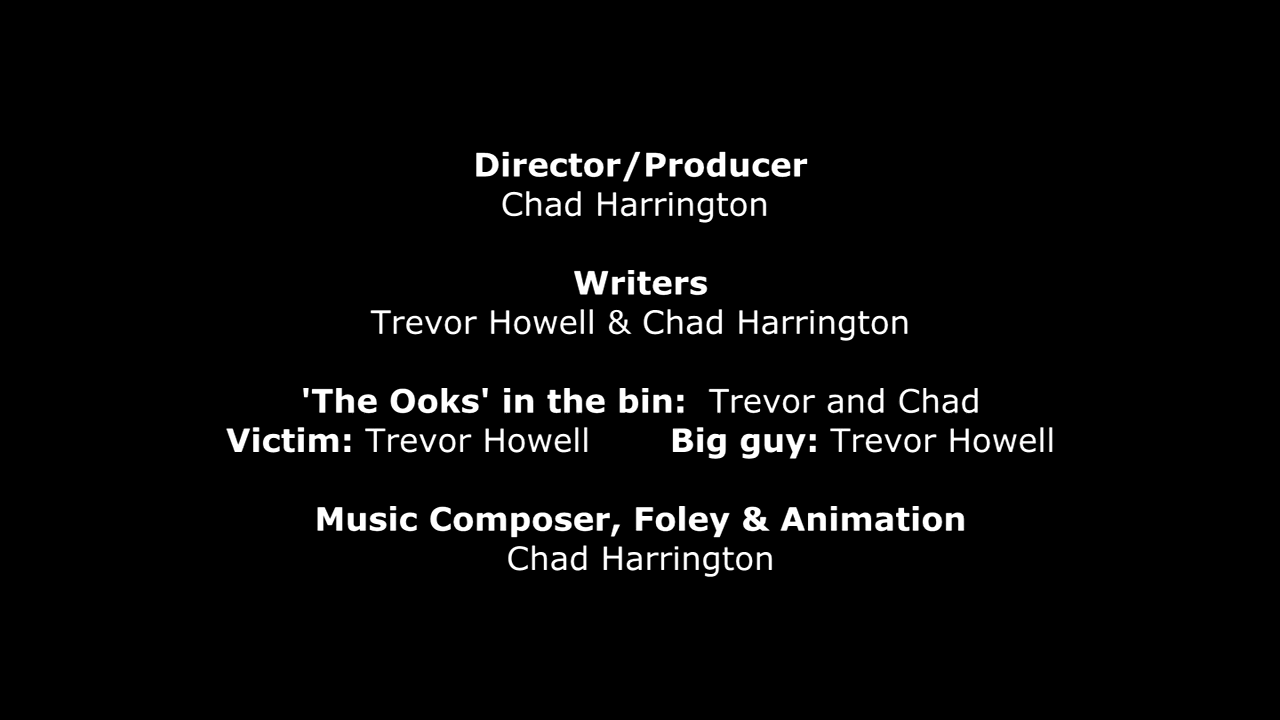 Director/Producer
Chad Harrington
Writers
Trevor Howell & Chad Harrington
'The Ooks' in the bin: Trevor and Chad
Victim: Trevor Howell Big guy: Trevor Howell
Music Composer, Foley & Animation
Chad Harrington